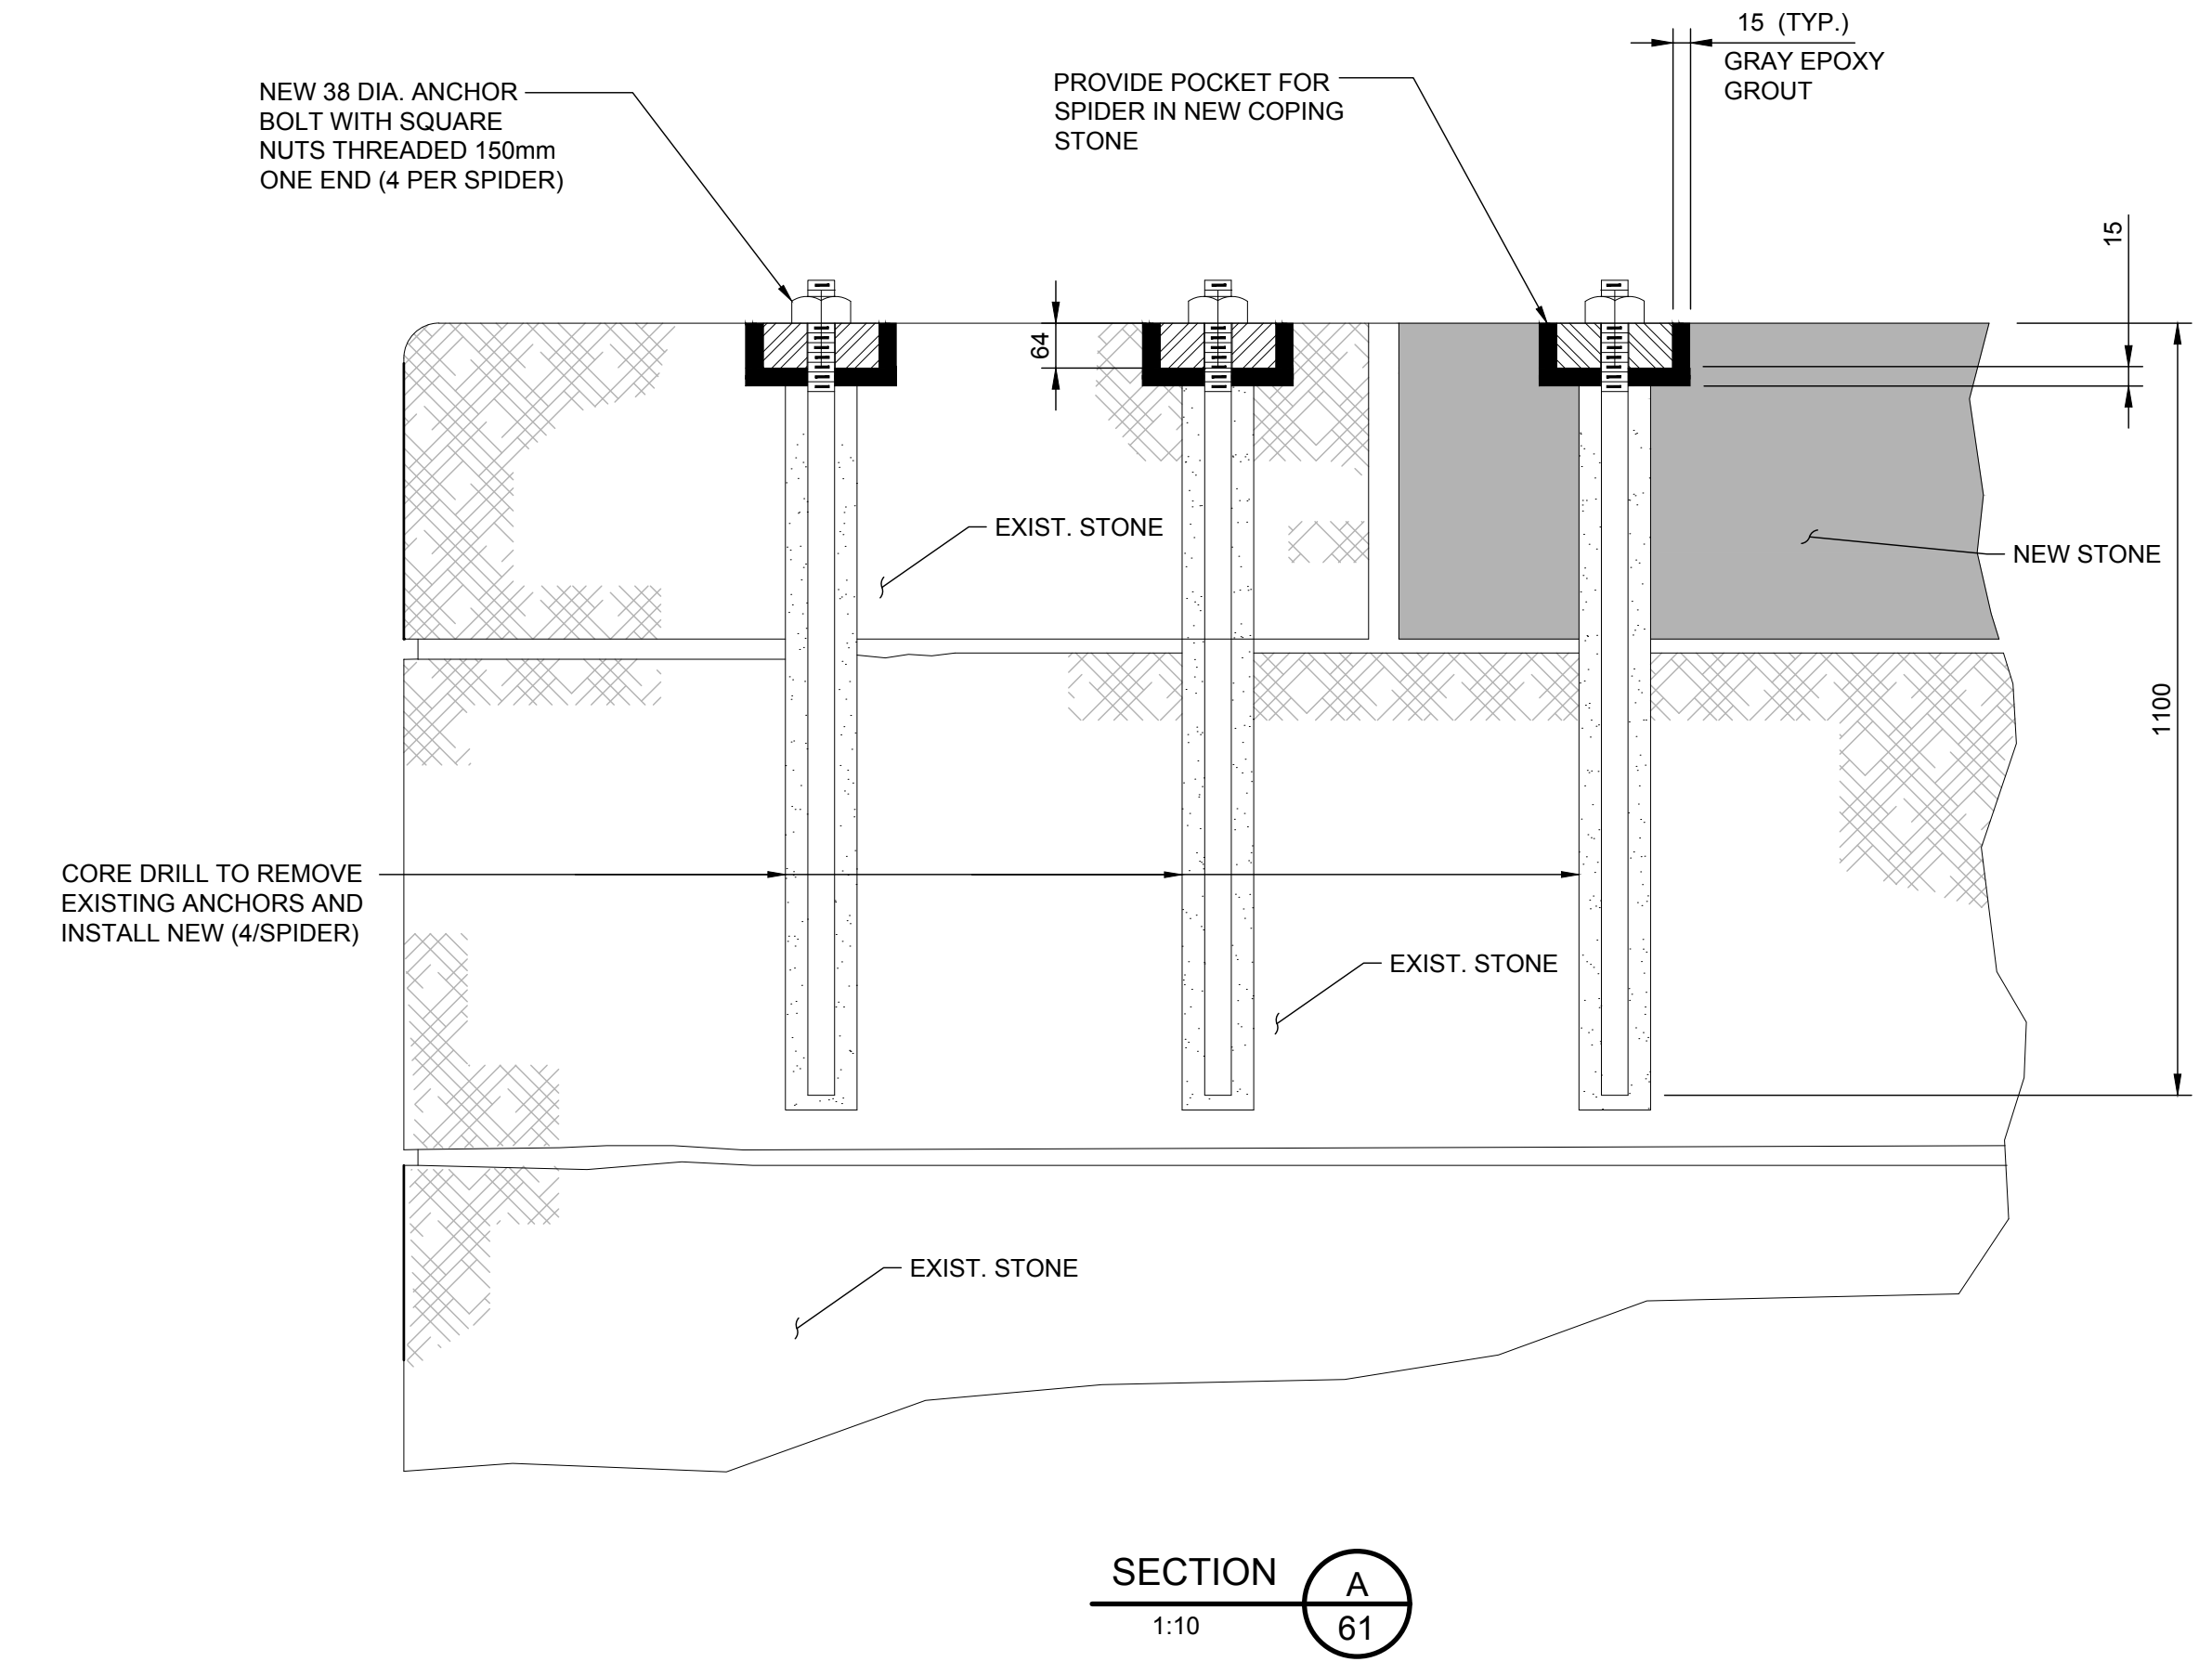 15 (TYP.)
GRAY EPOXY
GROUT
NEW 38 DIA. ANCHOR
BOLT WITH SQUARE
NUTS THREADED 150mm
ONE END (4 PER SPIDER)
PROVIDE POCKET FOR
SPIDER IN NEW COPING
STONE
15
64
EXIST. STONE
NEW STONE
1100
CORE DRILL TO REMOVE
EXISTING ANCHORS AND
INSTALL NEW (4/SPIDER)
EXIST. STONE
EXIST. STONE
SECTION
A
1:10
61